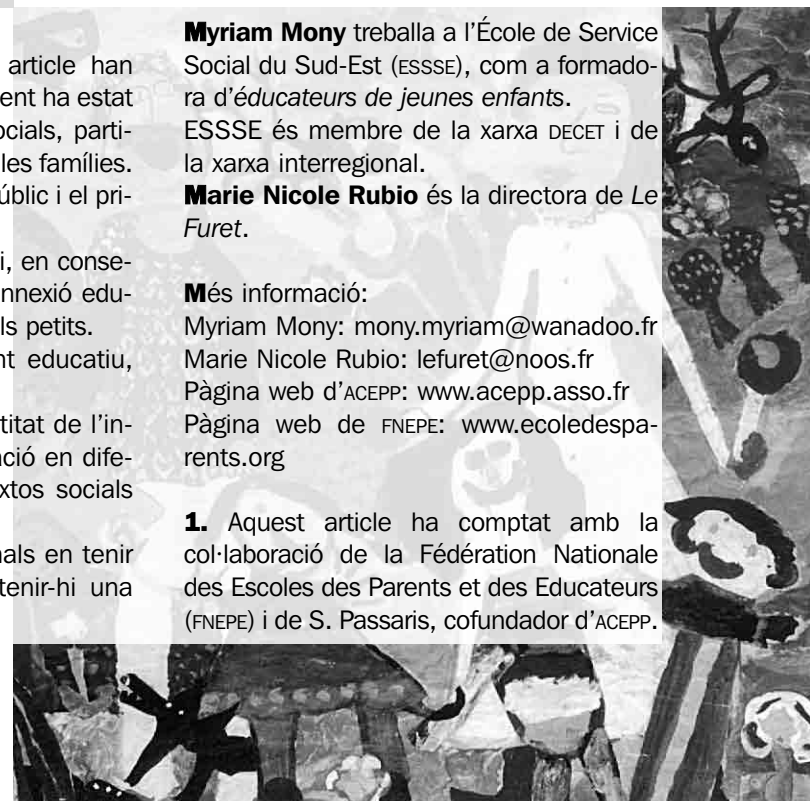 article han
ent ha estat
ocials, parti-
les famílies.
úblic i el pri-
i, en conse-
nnexió edu-
ls petits.
nt educatiu,
titat de l’in-
ació en dife-
xtos socials
nals en tenir
tenir-hi una
Myriam Mony treballa a l’École de Service
Social du Sud-Est (ESSSE), com a formado-
ra d’éducateurs de jeunes enfants.
ESSSE és membre de la xarxa DECET i de
la xarxa interregional.
Marie Nicole Rubio és la directora de Le
Furet.
Més informació:
Myriam Mony: mony.myriam@wanadoo.fr
Marie Nicole Rubio: lefuret@noos.fr
Pàgina web d’ACEPP: www.acepp.asso.fr
Pàgina web de FNEPE: www.ecoledespa-
rents.org
1. Aquest article ha comptat amb la
col·laboració de la Fédération Nationale
des Escoles des Parents et des Educateurs
(FNEPE) i de S. Passaris, cofundador d’ACEPP.